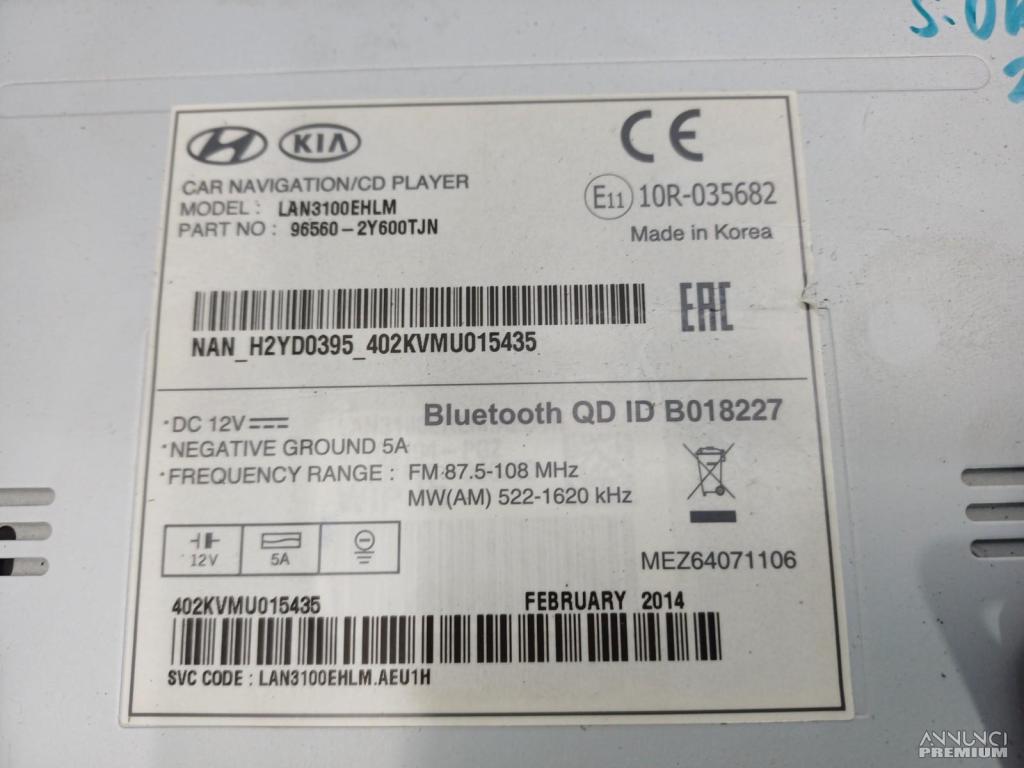 KIA
CE
CAR NAVIGATION/CD PLAYER
MODEL : LAN3100EHLM
PART NO : 96560-2Y600TJN
E11 10R-035682
Made in Korea
EAC
NAN_H2YD0395_402KVMU015435
·DC 12V
·NEGATIVE GROUND 5A
·FREQUENCY RANGE : FM 87.5-108 MHz
MW(AM) 522-1620 kHz
Bluetooth QD ID B018227
12V
5A
MEZ64071106
402KVMU015435
FEBRUARY 2014
SVC CODE : LAN3100EHLM.AEU1H
ANNUNCI
PREMIUM